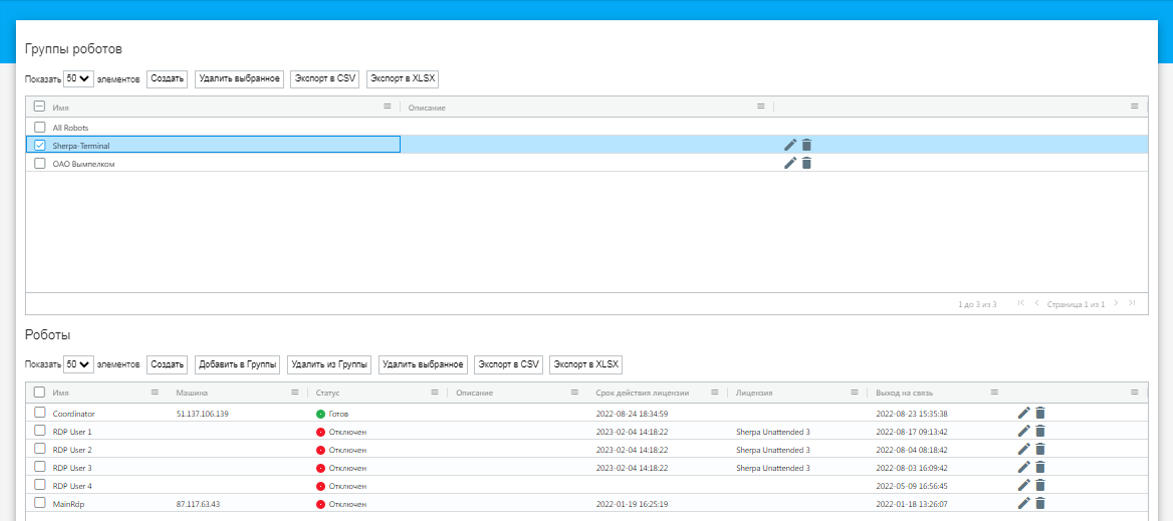 Группы роботов
Показать 50 элементов Создать Удалить выбранное Экспорт в CSV Экспорт в XLSX
Имя Описание
All Robots
Sherpa-Terminal
ОАО Вымпелком
1 до 3 из 3 Страница 1 из 1
Роботы
Показать 50 элементов Создать Добавить в Группы Удалить из Группы Удалить выбранное Экспорт в CSV Экспорт в XLSX
Имя Машина Статус Описание Срок действия лицензии Лицензия Выход на связь
Coordinator 51.137.106.139 Готов 2022-08-24 18:34:59 2022-08-23 15:35:38
RDP User 1 Отключен 2023-02-04 14:18:22 Sherpa Unattended 3 2022-08-17 09:13:42
RDP User 2 Отключен 2023-02-04 14:18:22 Sherpa Unattended 3 2022-08-04 08:18:42
RDP User 3 Отключен 2023-02-04 14:18:22 Sherpa Unattended 3 2022-08-03 16:09:42
RDP User 4 Отключен 2022-05-09 16:56:45
MainRdp 87.117.63.43 Отключен 2022-01-19 16:25:19 2022-01-18 13:26:07